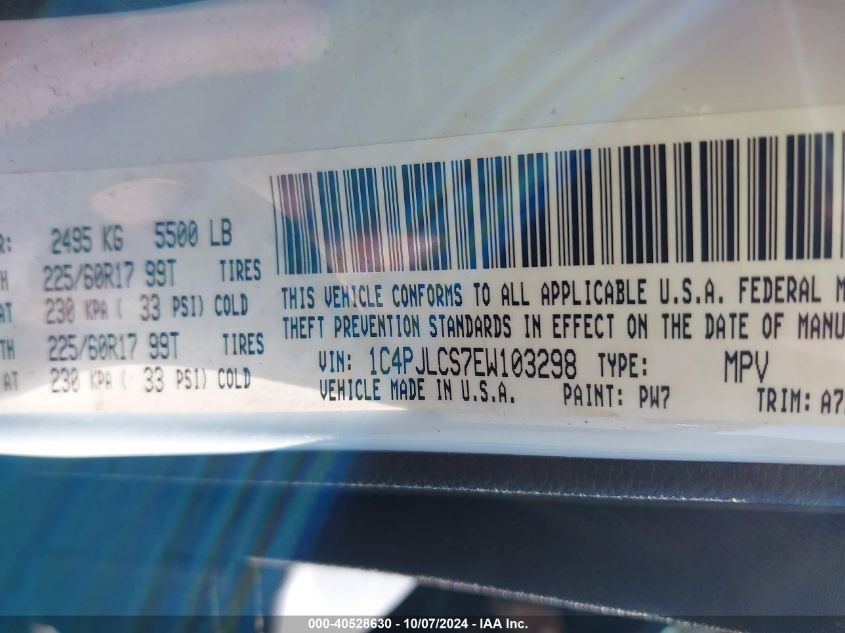 R: 2495 KG 5500 LB
TH 225/60R17 99T TIRES
AT 230 KPA ( 33 PSI) COLD
TH 225/60R17 99T TIRES
AT 230 KPA ( 33 PSI) COLD
THIS VEHICLE CONFORMS TO ALL APPLICABLE U.S.A. FEDERAL M
THEFT PREVENTION STANDARDS IN EFFECT ON THE DATE OF MANU
VIN: 1C4PJLCS7EW103298 TYPE: MPV
VEHICLE MADE IN U.S.A. PAINT: PW7 TRIM: A7
000-40528630 - 10/07/2024 - IAA Inc.